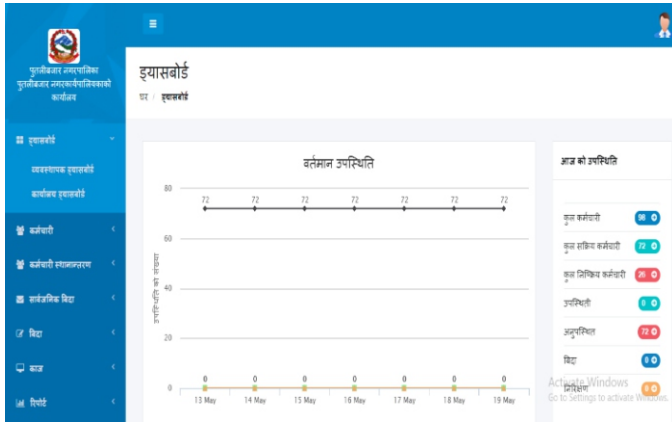 पुतलीबजार नगरपालिका
पुतलीबजार नगरकार्यपालिकाको
कार्यालय
ड्यासबोर्ड
व्यवस्थापक ड्यासबोर्ड
कार्यालय ड्यासबोर्ड
कर्मचारी
कर्मचारी स्थानान्तरण
सार्वजनिक बिदा
बिदा
काज
रिपोर्ट
ड्यासबोर्ड
घर / ड्यासबोर्ड
वर्तमान उपस्थिति
उपस्थिति को संख्या
80
60
40
20
0
72 72 72 72 72 72 72
0 0 0 0 0 0 0
13 May 14 May 15 May 16 May 17 May 18 May 19 May
आज को उपस्थिति
कुल कर्मचारी 98
कुल सक्रिय कर्मचारी 72
कुल निष्क्रिय कर्मचारी 26
उपस्थिती 0
अनुपस्थित 72
बिदा 0
निरिक्षण 0
Activate Windows
Go to Settings to activate Windows.